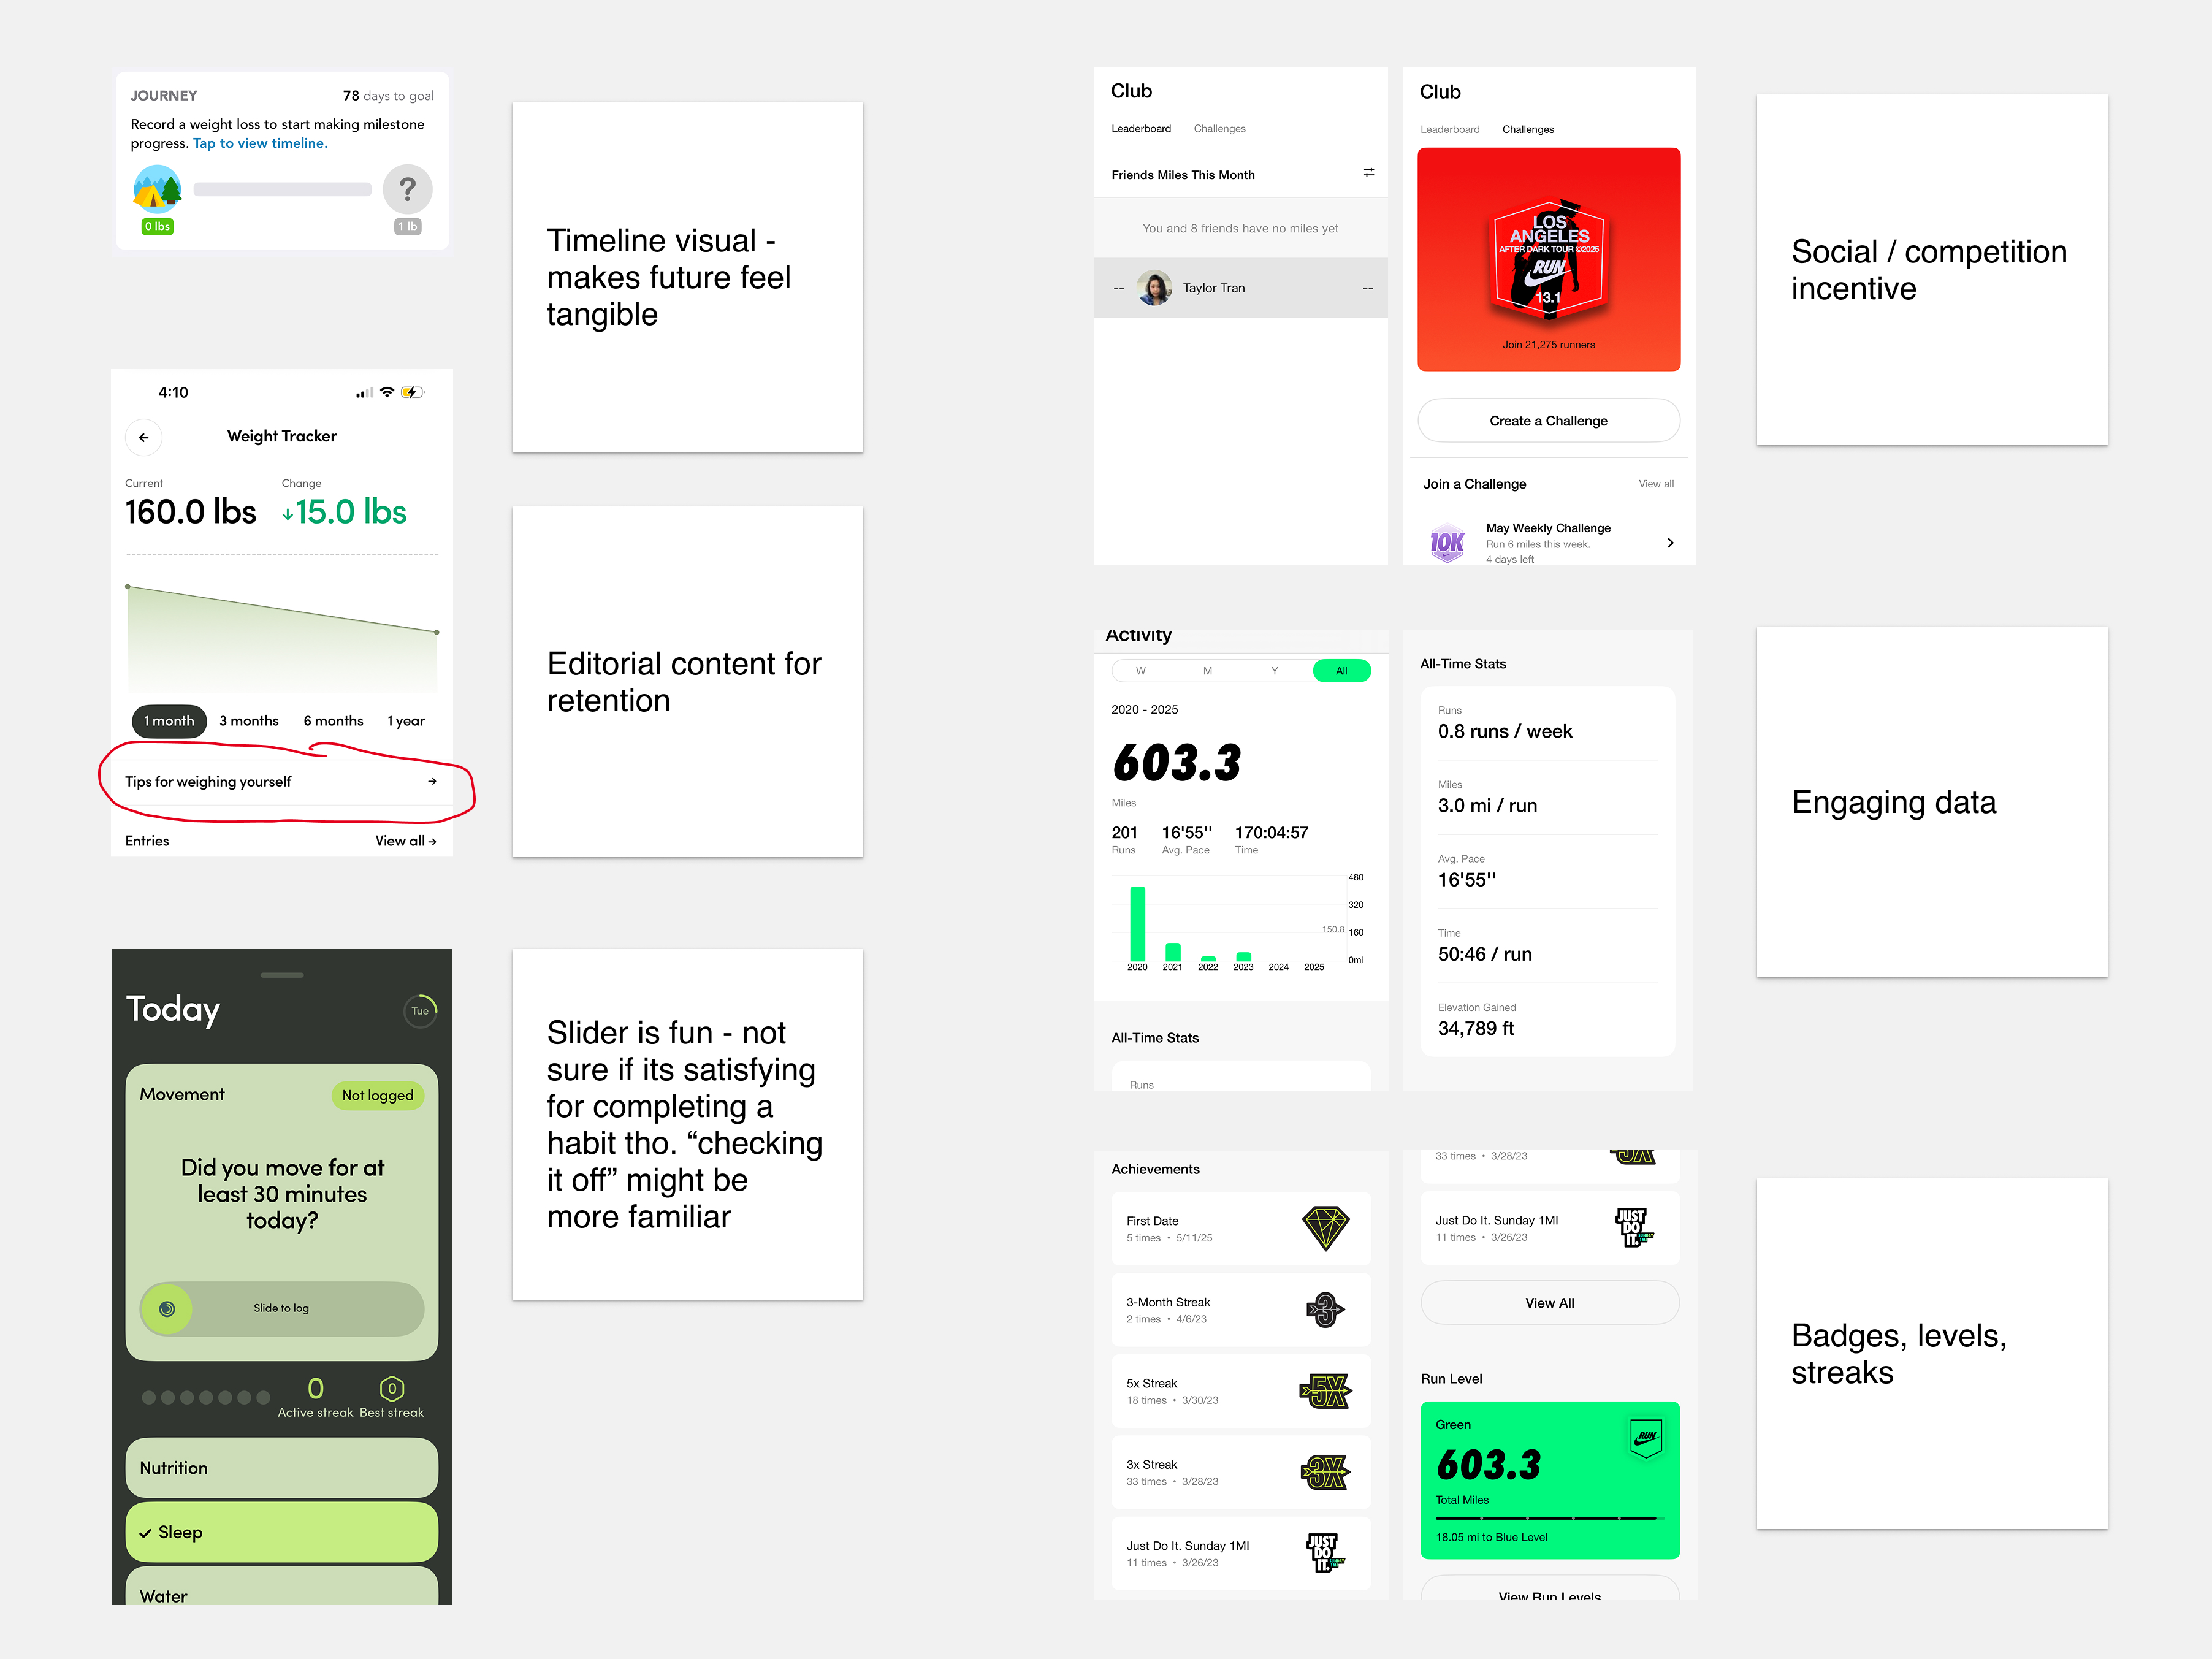 JOURNEY
78 days to goal
Record a weight loss to start making milestone
progress. Tap to view timeline.
?
0 lbs
1 lb
Timeline visual -
makes future feel
tangible
4:10
Weight Tracker
Current
Change
160.0 lbs
↓15.0 lbs
1 month
3 months
6 months
1 year
Tips for weighing yourself →
Entries
View all →
Editorial content for
retention
Today
Tue
Movement
Not logged
Did you move for at
least 30 minutes
today?
Slide to log
0
0
Active streak
Best streak
Nutrition
Sleep
Water
Slider is fun - not
sure if its satisfying
for completing a
habit tho. “checking
it off” might be
more familiar
Club
Leaderboard
Challenges
Friends Miles This Month
You and 8 friends have no miles yet
--
Taylor Tran
--
Club
Leaderboard
Challenges
LOS
ANGELES
AFTER DARK TOUR ©2025
RUN
13.1
Join 21,275 runners
Create a Challenge
Join a Challenge
View all
10K
May Weekly Challenge
Run 6 miles this week.
4 days left
Social / competition
incentive
Activity
W
M
Y
All
2020 - 2025
603.3
Miles
201
16'55''
170:04:57
Runs
Avg. Pace
Time
480
320
150.8
160
0mi
2020
2021
2022
2023
2024
2025
All-Time Stats
Runs
All-Time Stats
Runs
0.8 runs / week
Miles
3.0 mi / run
Avg. Pace
16'55''
Time
50:46 / run
Elevation Gained
34,789 ft
Engaging data
Achievements
First Date
5 times • 5/11/25
3-Month Streak
2 times • 4/6/23
3
5x Streak
18 times • 3/30/23
5X
3x Streak
33 times • 3/28/23
3X
Just Do It. Sunday 1MI
11 times • 3/26/23
JUST
DO
IT.
SUNDAY
1MI
33 times • 3/28/23
3X
Just Do It. Sunday 1MI
11 times • 3/26/23
JUST
DO
IT.
SUNDAY
1MI
View All
Run Level
Green
RUN
603.3
Total Miles
18.05 mi to Blue Level
View Run Levels
Badges, levels,
streaks